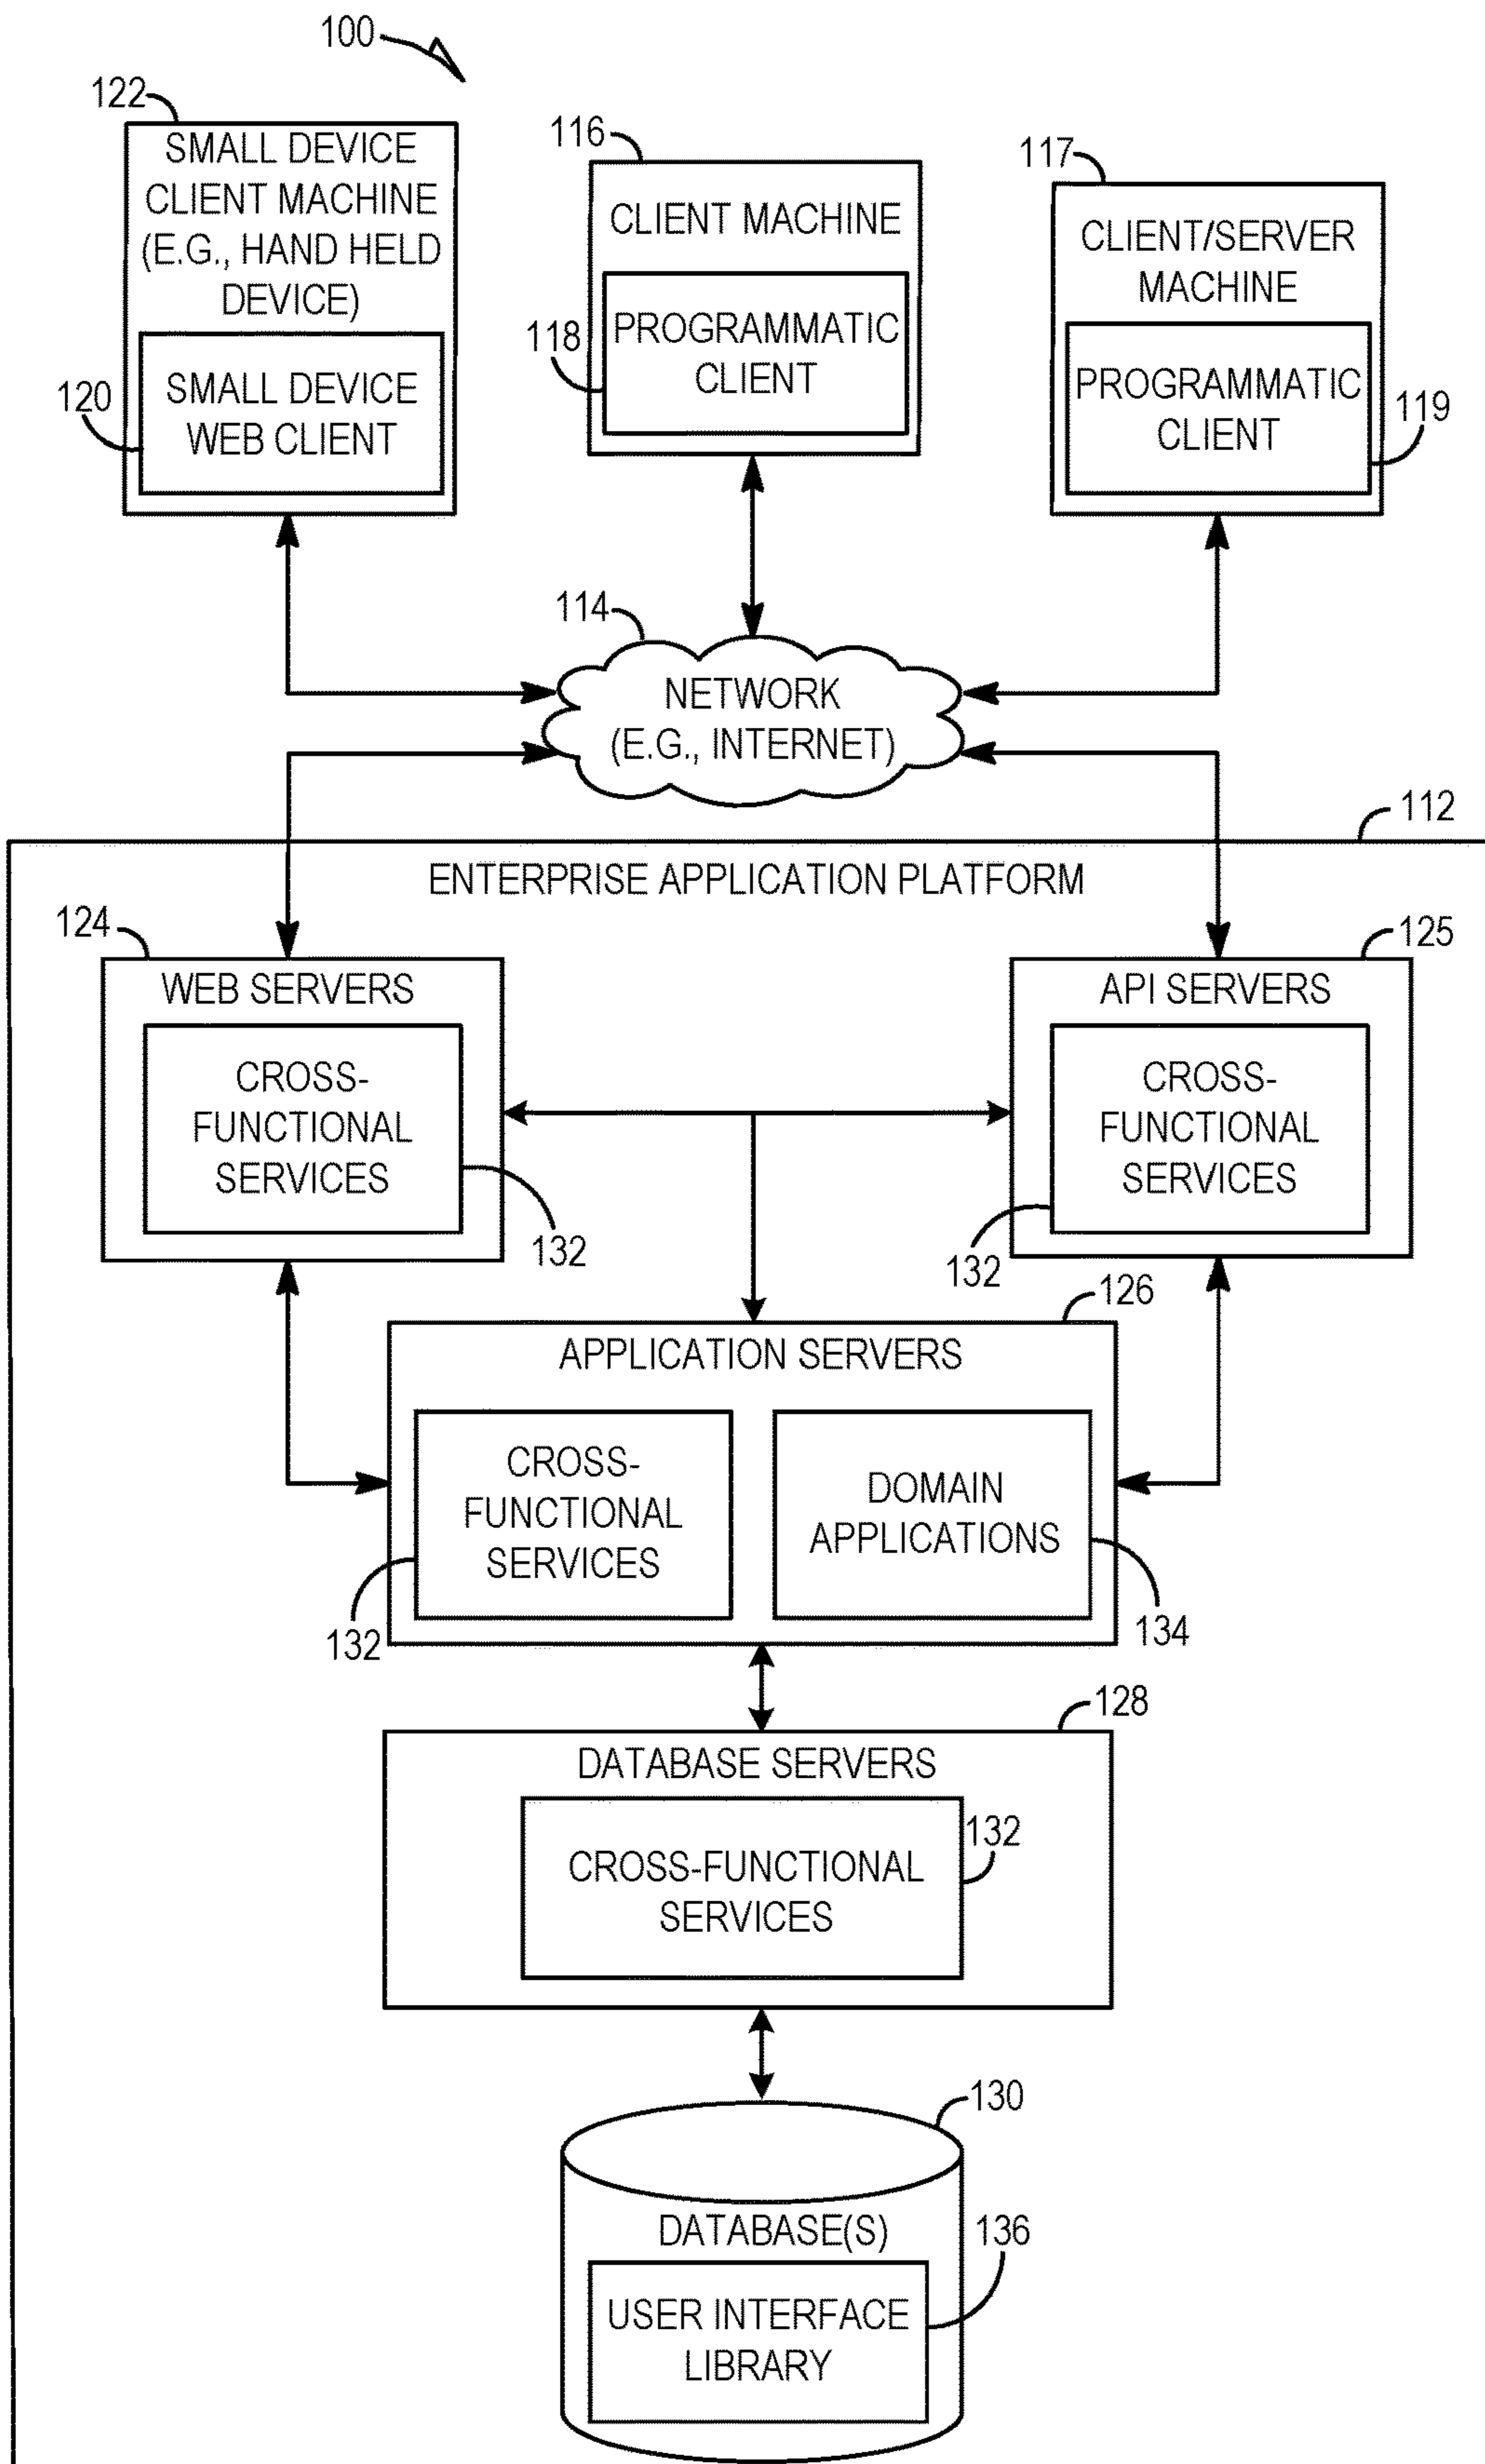 100
122
SMALL DEVICE
CLIENT MACHINE
(E.G., HAND HELD
DEVICE)
120
SMALL DEVICE
WEB CLIENT
116
CLIENT MACHINE
118
PROGRAMMATIC
CLIENT
117
CLIENT/SERVER
MACHINE
PROGRAMMATIC
CLIENT
119
114
NETWORK
(E.G., INTERNET)
112
ENTERPRISE APPLICATION PLATFORM
124
WEB SERVERS
CROSS-
FUNCTIONAL
SERVICES
132
125
API SERVERS
CROSS-
FUNCTIONAL
SERVICES
132
126
APPLICATION SERVERS
CROSS-
FUNCTIONAL
SERVICES
132
DOMAIN
APPLICATIONS
134
128
DATABASE SERVERS
132
CROSS-FUNCTIONAL
SERVICES
130
DATABASE(S)
136
USER INTERFACE
LIBRARY